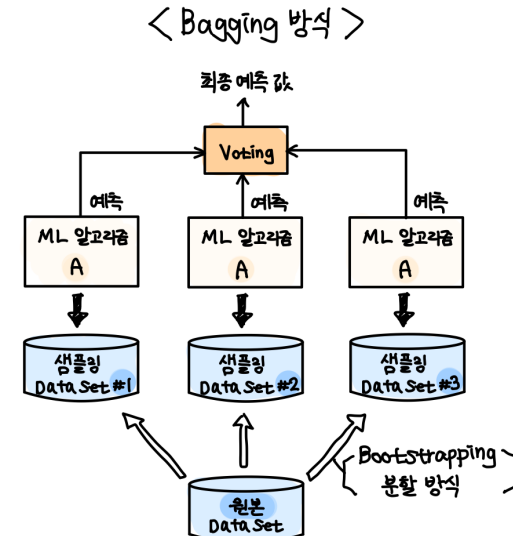 < Bagging 방식 >
최종 예측 값
Voting
예측
예측
예측
ML 알고리즘
A
ML 알고리즘
A
ML 알고리즘
A
샘플링
Data Set #1
샘플링
Data Set #2
샘플링
Data Set #3
Bootstrapping
분할 방식
원본
Data Set